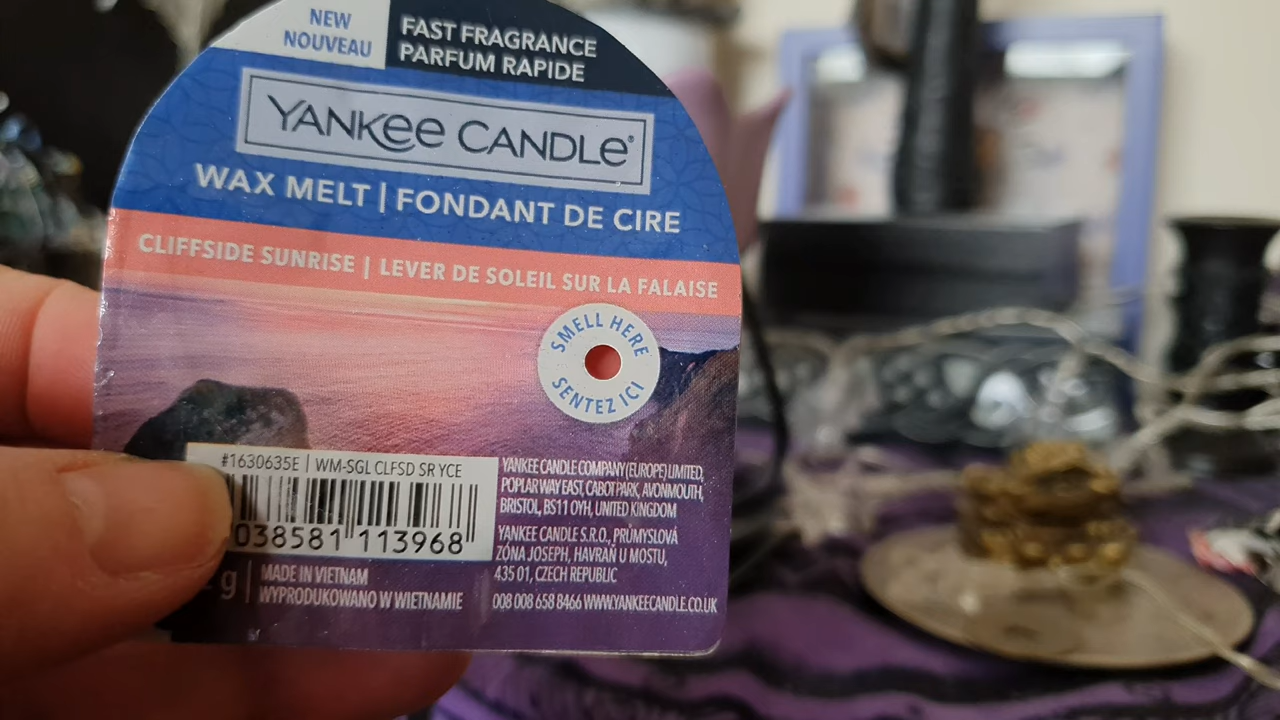 NEW
NOUVEAU
FAST FRAGRANCE
PARFUM RAPIDE
YANKEE CANDLE®
WAX MELT | FONDANT DE CIRE
CLIFFSIDE SUNRISE | LEVER DE SOLEIL SUR LA FALAISE
SMELL HERE
SENTEZ ICI
#1630635E | WM-SGL CLFSD SR YCE
038581 113968
g | MADE IN VIETNAM
WYPRODUKOWANO W WIETNAMIE
YANKEE CANDLE COMPANY (EUROPE) LIMITED,
POPLAR WAY EAST, CABOT PARK, AVONMOUTH,
BRISTOL, BS11 0YH, UNITED KINGDOM
YANKEE CANDLE S.R.O., PRŮMYSLOVÁ
ZÓNA JOSEPH, HAVRAŇ U MOSTU,
435 01, CZECH REPUBLIC
008 008 658 8466 WWW.YANKEECANDLE.CO.UK